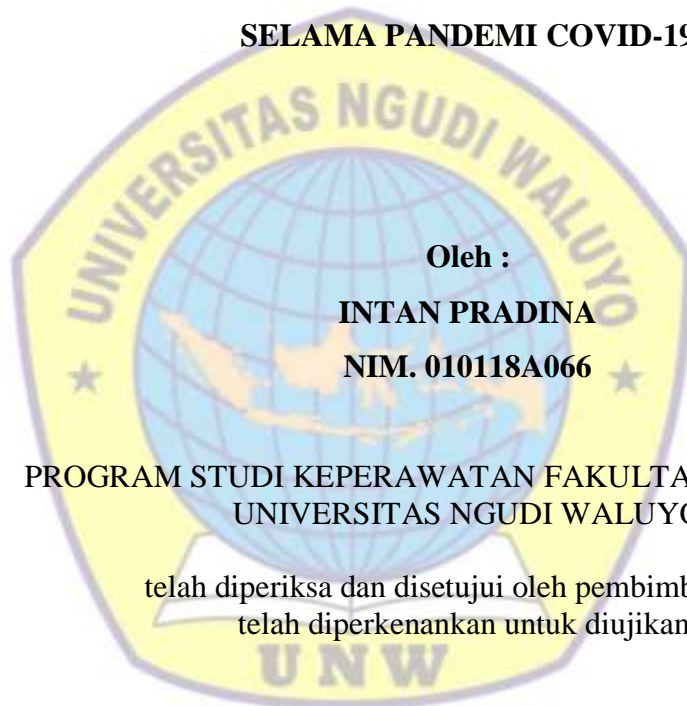 SELAMA PANDEMI COVID-19
UNIVERSITAS NGUDI WALUYO
Oleh :
INTAN PRADINA
NIM. 010118A066
PROGRAM STUDI KEPERAWATAN FAKULTA
UNIVERSITAS NGUDI WALUYO
telah diperiksa dan disetujui oleh pembimb
telah diperkenankan untuk diujikan
UNW